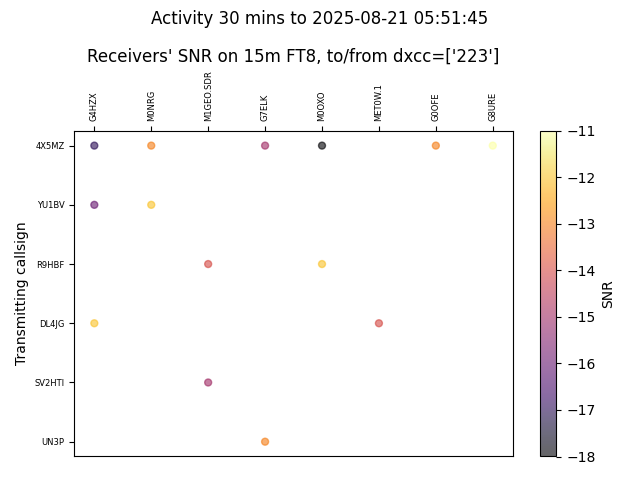 Activity 30 mins to 2025-08-21 05:51:45
Receivers' SNR on 15m FT8, to/from dxcc=['223']
G4HZX
M0NRG
M1GEO.SDR
G7ELK
M0OXO
MET0W.1
G0OFE
G8URE
4X5MZ
YU1BV
R9HBF
DL4JG
SV2HTI
UN3P
Transmitting callsign
−11
−12
−13
−14
−15
−16
−17
−18
SNR